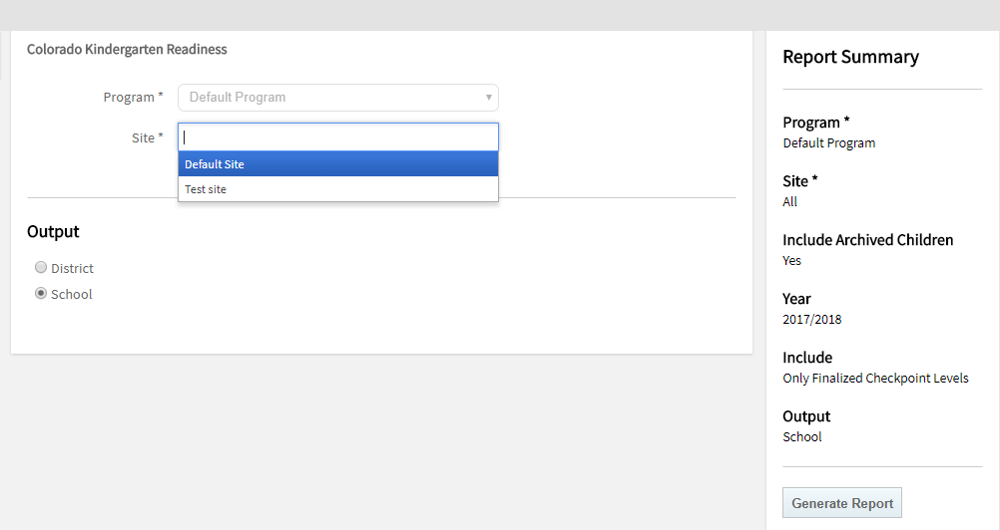 Colorado Kindergarten Readiness
Program *
Default Program
Site *
Default Site
Test site
Output
District
School
Report Summary
Program *
Default Program
Site *
All
Include Archived Children
Yes
Year
2017/2018
Include
Only Finalized Checkpoint Levels
Output
School
Generate Report